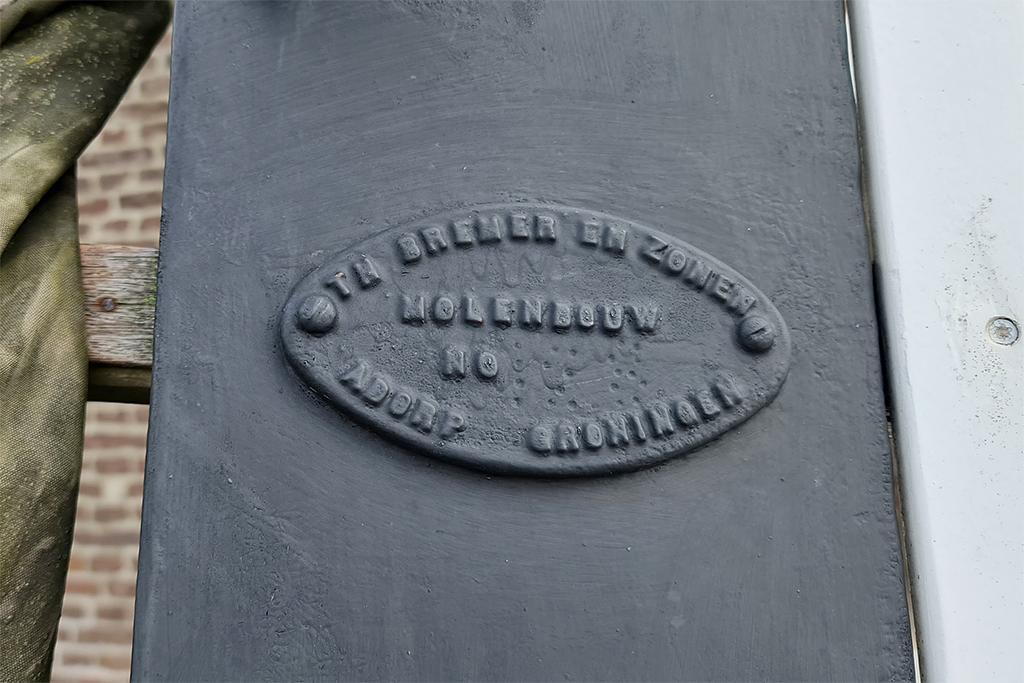 TH BREMER EN ZONEN
MOLENBOUW
NO
ADORP GRONINGEN